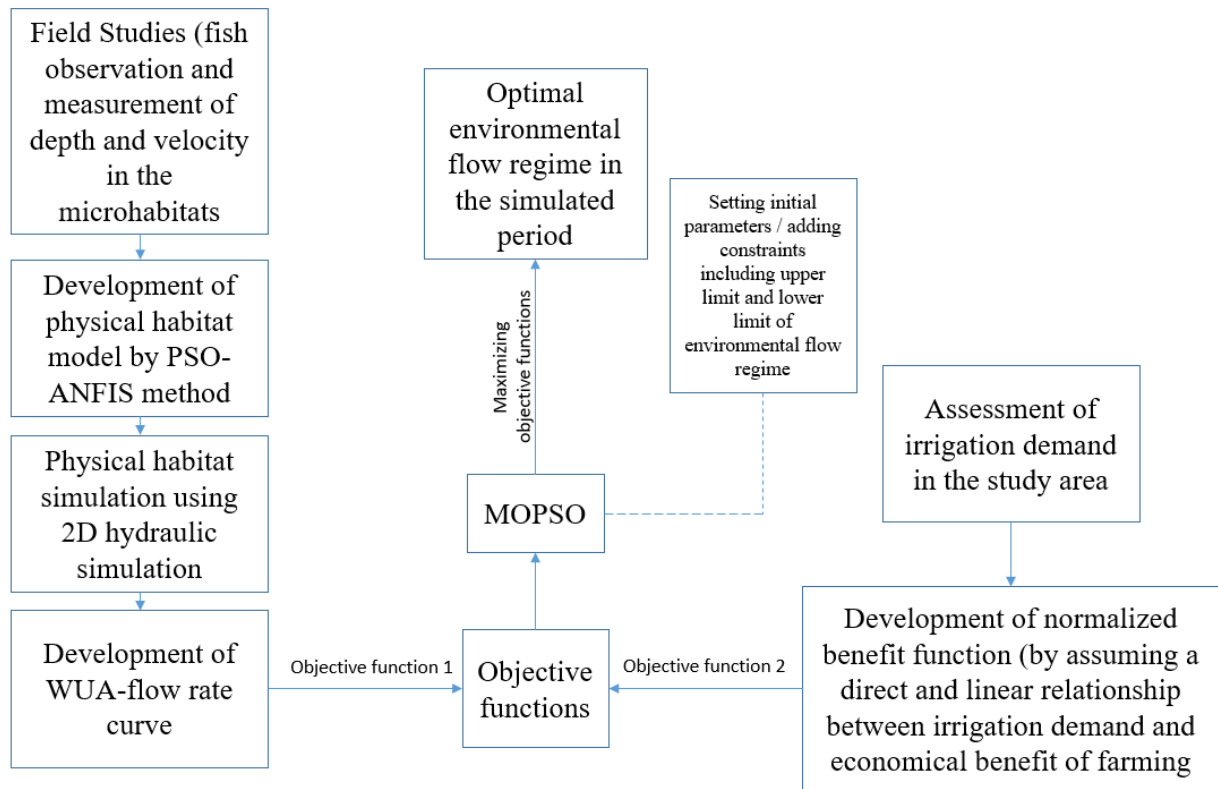 Field Studies (fish
observation and
measurement of
depth and velocity
in the
microhabitats
Development of
physical habitat
model by PSO-
ANFIS method
Physical habitat
simulation using
2D hydraulic
simulation
Development of
WUA-flow rate
curve
Objective function 1
Optimal
environmental
flow regime in
the simulated
period
Maximizing
objective functions
MOPSO
Objective
functions
Setting initial
parameters / adding
constraints
including upper
limit and lower
limit of
environmental flow
regime
Assessment of
irrigation demand
in the study area
Objective function 2
Development of normalized
benefit function (by assuming a
direct and linear relationship
between irrigation demand and
economical benefit of farming